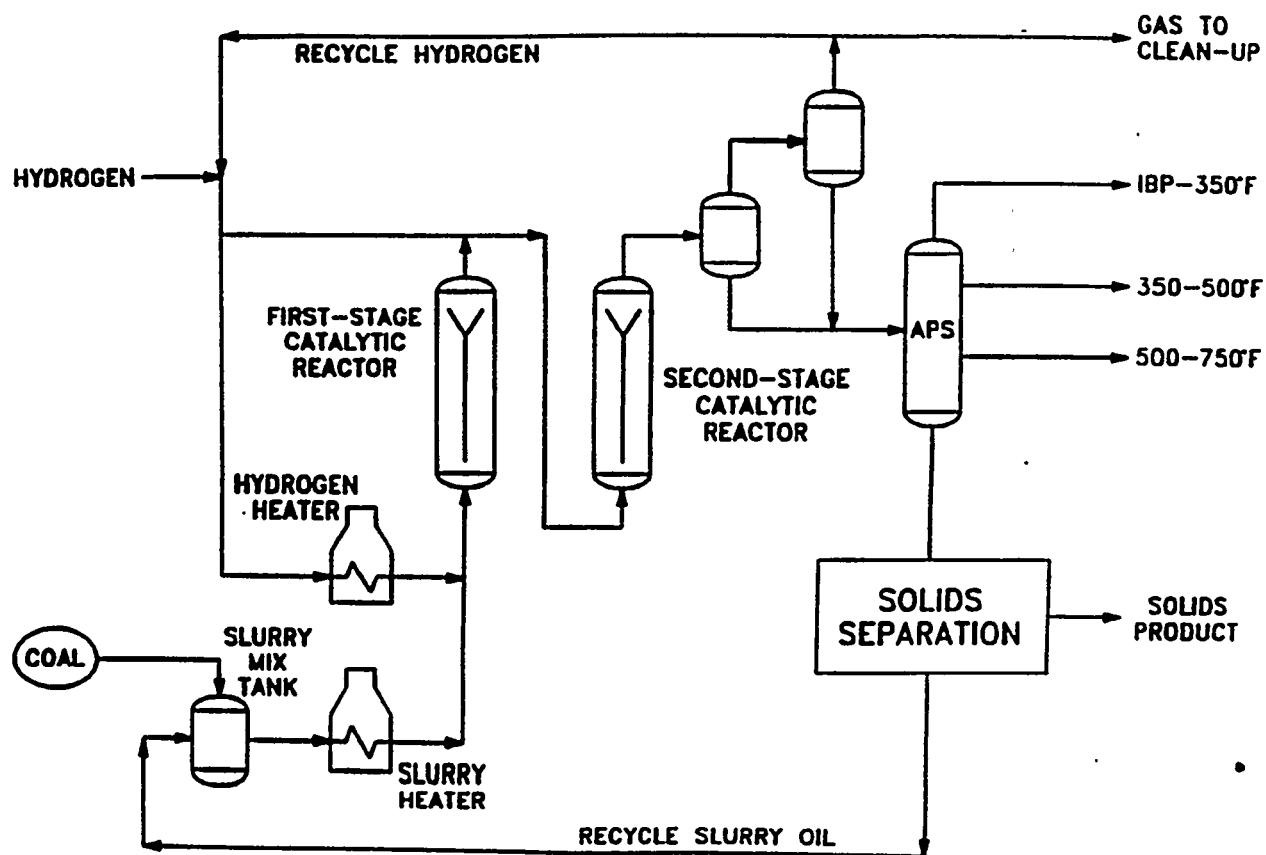 GAS TO
CLEAN-UP
RECYCLE HYDROGEN
HYDROGEN
IBP-350°F
350-500°F
500-750°F
APS
FIRST-STAGE
CATALYTIC
REACTOR
SECOND-STAGE
CATALYTIC
REACTOR
HYDROGEN
HEATER
SOLIDS
SEPARATION
SOLIDS
PRODUCT
COAL
SLURRY
MIX
TANK
SLURRY
HEATER
RECYCLE SLURRY OIL